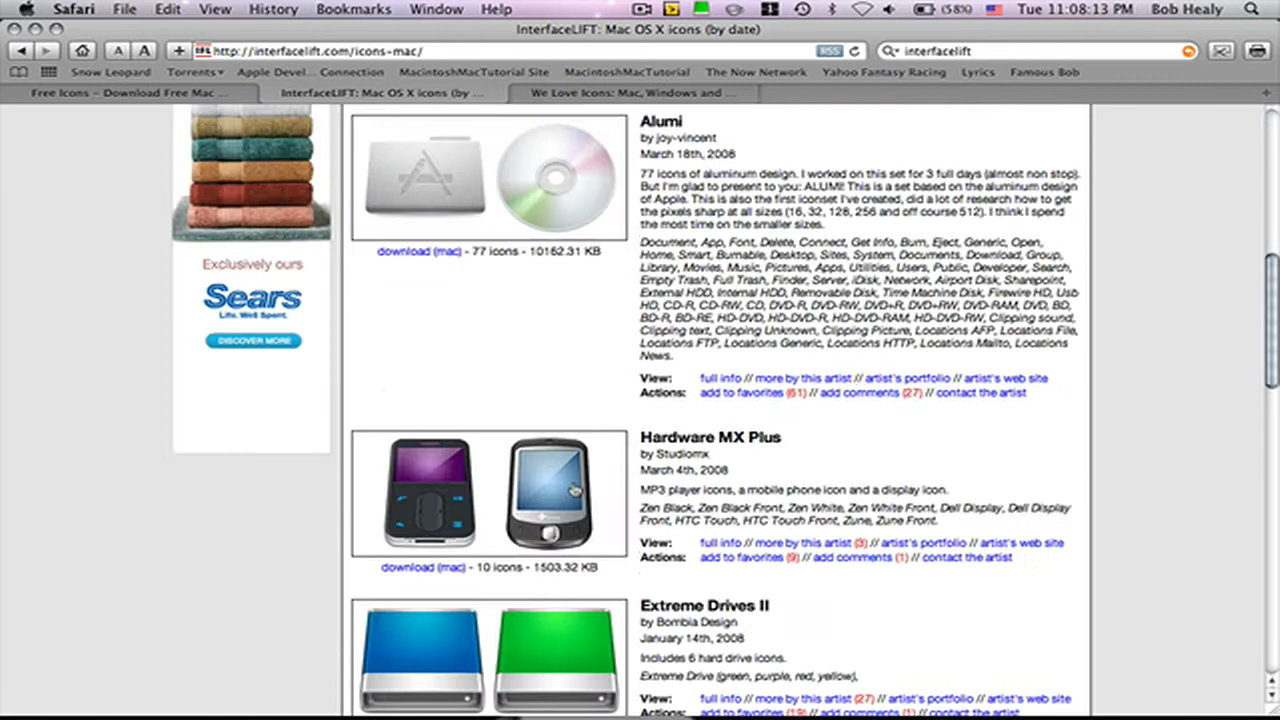 Safari File Edit View History Bookmarks Window Help (58%) Tue 11:08:13 PM Bob Healy
InterfaceLIFT: Mac OS X icons (by date)
A A + http://interfacelift.com/icons-mac/ RSS interfacelift
Snow Leopard Torrents Apple Devel... Connection MacintoshMacTutorial Site MacintoshMacTutorial The Now Network Yahoo Fantasy Racing Lyrics Famous Bob
Free Icons – Download Free Mac ... InterfaceLIFT: Mac OS X icons (by ... We Love Icons: Mac, Windows and ...
Exclusively ours
Sears
Life. Well Spent.
DISCOVER MORE
download (mac) - 77 icons - 10162.31 KB
Alumi
by joy-vincent
March 18th, 2008
77 icons of aluminum design. I worked on this set for 3 full days (almost non stop).
But I'm glad to present to you: ALUMI! This is a set based on the aluminum design
of Apple. This is also the first iconset I've created, did a lot of research how to get
the pixels sharp at all sizes (16, 32, 128, 256 and off course 512). I think I spend
the most time on the smaller sizes.
Document, App, Font, Delete, Connect, Get Info, Burn, Eject, Generic, Open,
Home, Smart, Burnable, Desktop, Sites, System, Documents, Download, Group,
Library, Movies, Music, Pictures, Apps, Utilities, Users, Public, Developer, Search,
Empty Trash, Full Trash, Finder, Server, iDisk, Network, Airport Disk, Sharepoint,
External HDD, Internal HDD, Removable Disk, Time Machine Disk, Firewire HD, Usb
HD, CD-R, CD-RW, CD, DVD-R, DVD-RW, DVD+R, DVD+RW, DVD-RAM, DVD, BD,
BD-R, BD-RE, HD-DVD, HD-DVD-R, HD-DVD-RAM, HD-DVD-RW, Clipping sound,
Clipping text, Clipping Unknown, Clipping Picture, Locations AFP, Locations File,
Locations FTP, Locations Generic, Locations HTTP, Locations Mailto, Locations
News.
View: full info // more by this artist // artist's portfolio // artist's web site
Actions: add to favorites (61) // add comments (27) // contact the artist
download (mac) - 10 icons - 1503.32 KB
Hardware MX Plus
by Studiomx
March 4th, 2008
MP3 player icons, a mobile phone icon and a display icon.
Zen Black, Zen Black Front, Zen White, Zen White Front, Dell Display, Dell Display
Front, HTC Touch, HTC Touch Front, Zune, Zune Front.
View: full info // more by this artist (3) // artist's portfolio // artist's web site
Actions: add to favorites (9) // add comments (1) // contact the artist
Extreme Drives II
by Bombia Design
January 14th, 2008
Includes 6 hard drive icons.
Extreme Drive (green, purple, red, yellow),
View: full info // more by this artist (27) // artist's portfolio // artist's web site
Actions: add to favorites (19) // add comments (1) // contact the artist